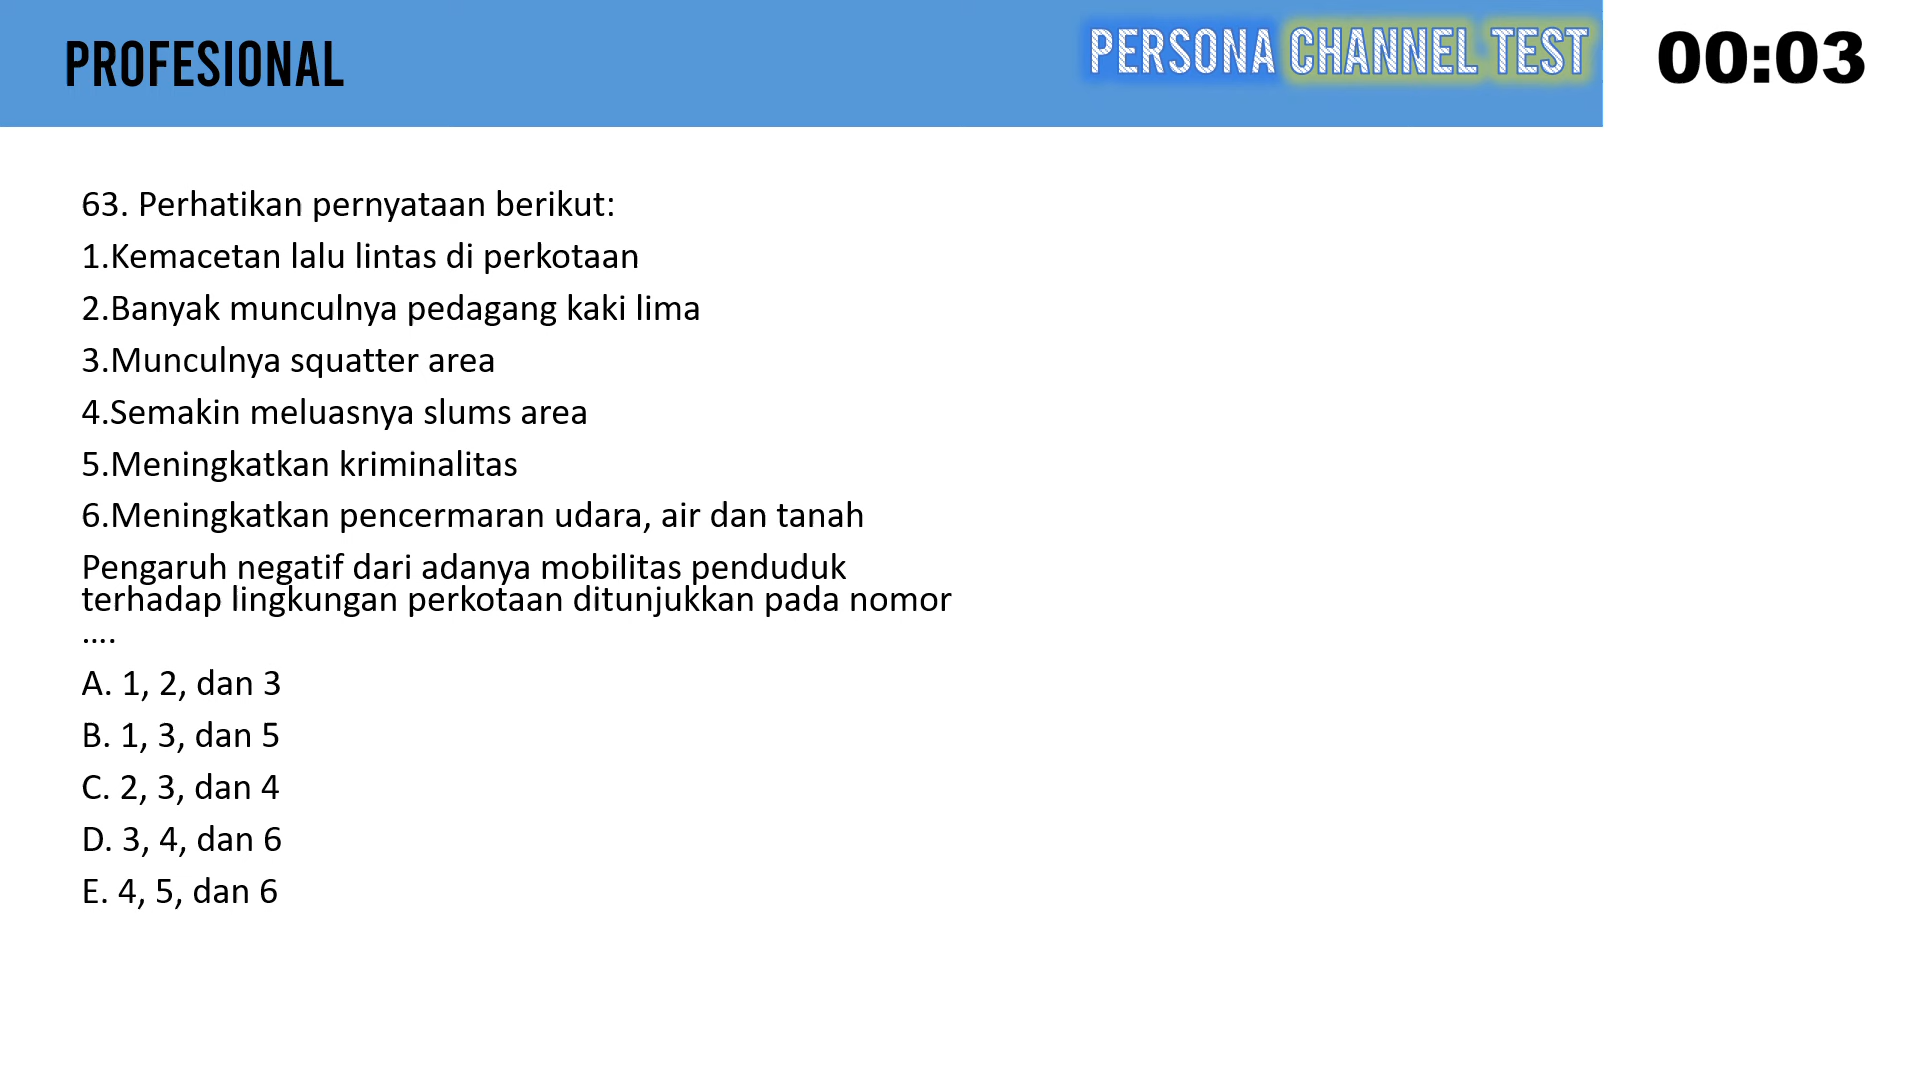 PROFESIONAL
PERSONA CHANNEL TEST
00:03
63. Perhatikan pernyataan berikut:
1.Kemacetan lalu lintas di perkotaan
2.Banyak munculnya pedagang kaki lima
3.Munculnya squatter area
4.Semakin meluasnya slums area
5.Meningkatkan kriminalitas
6.Meningkatkan pencermaran udara, air dan tanah
Pengaruh negatif dari adanya mobilitas penduduk
terhadap lingkungan perkotaan ditunjukkan pada nomor
....
A. 1, 2, dan 3
B. 1, 3, dan 5
C. 2, 3, dan 4
D. 3, 4, dan 6
E. 4, 5, dan 6